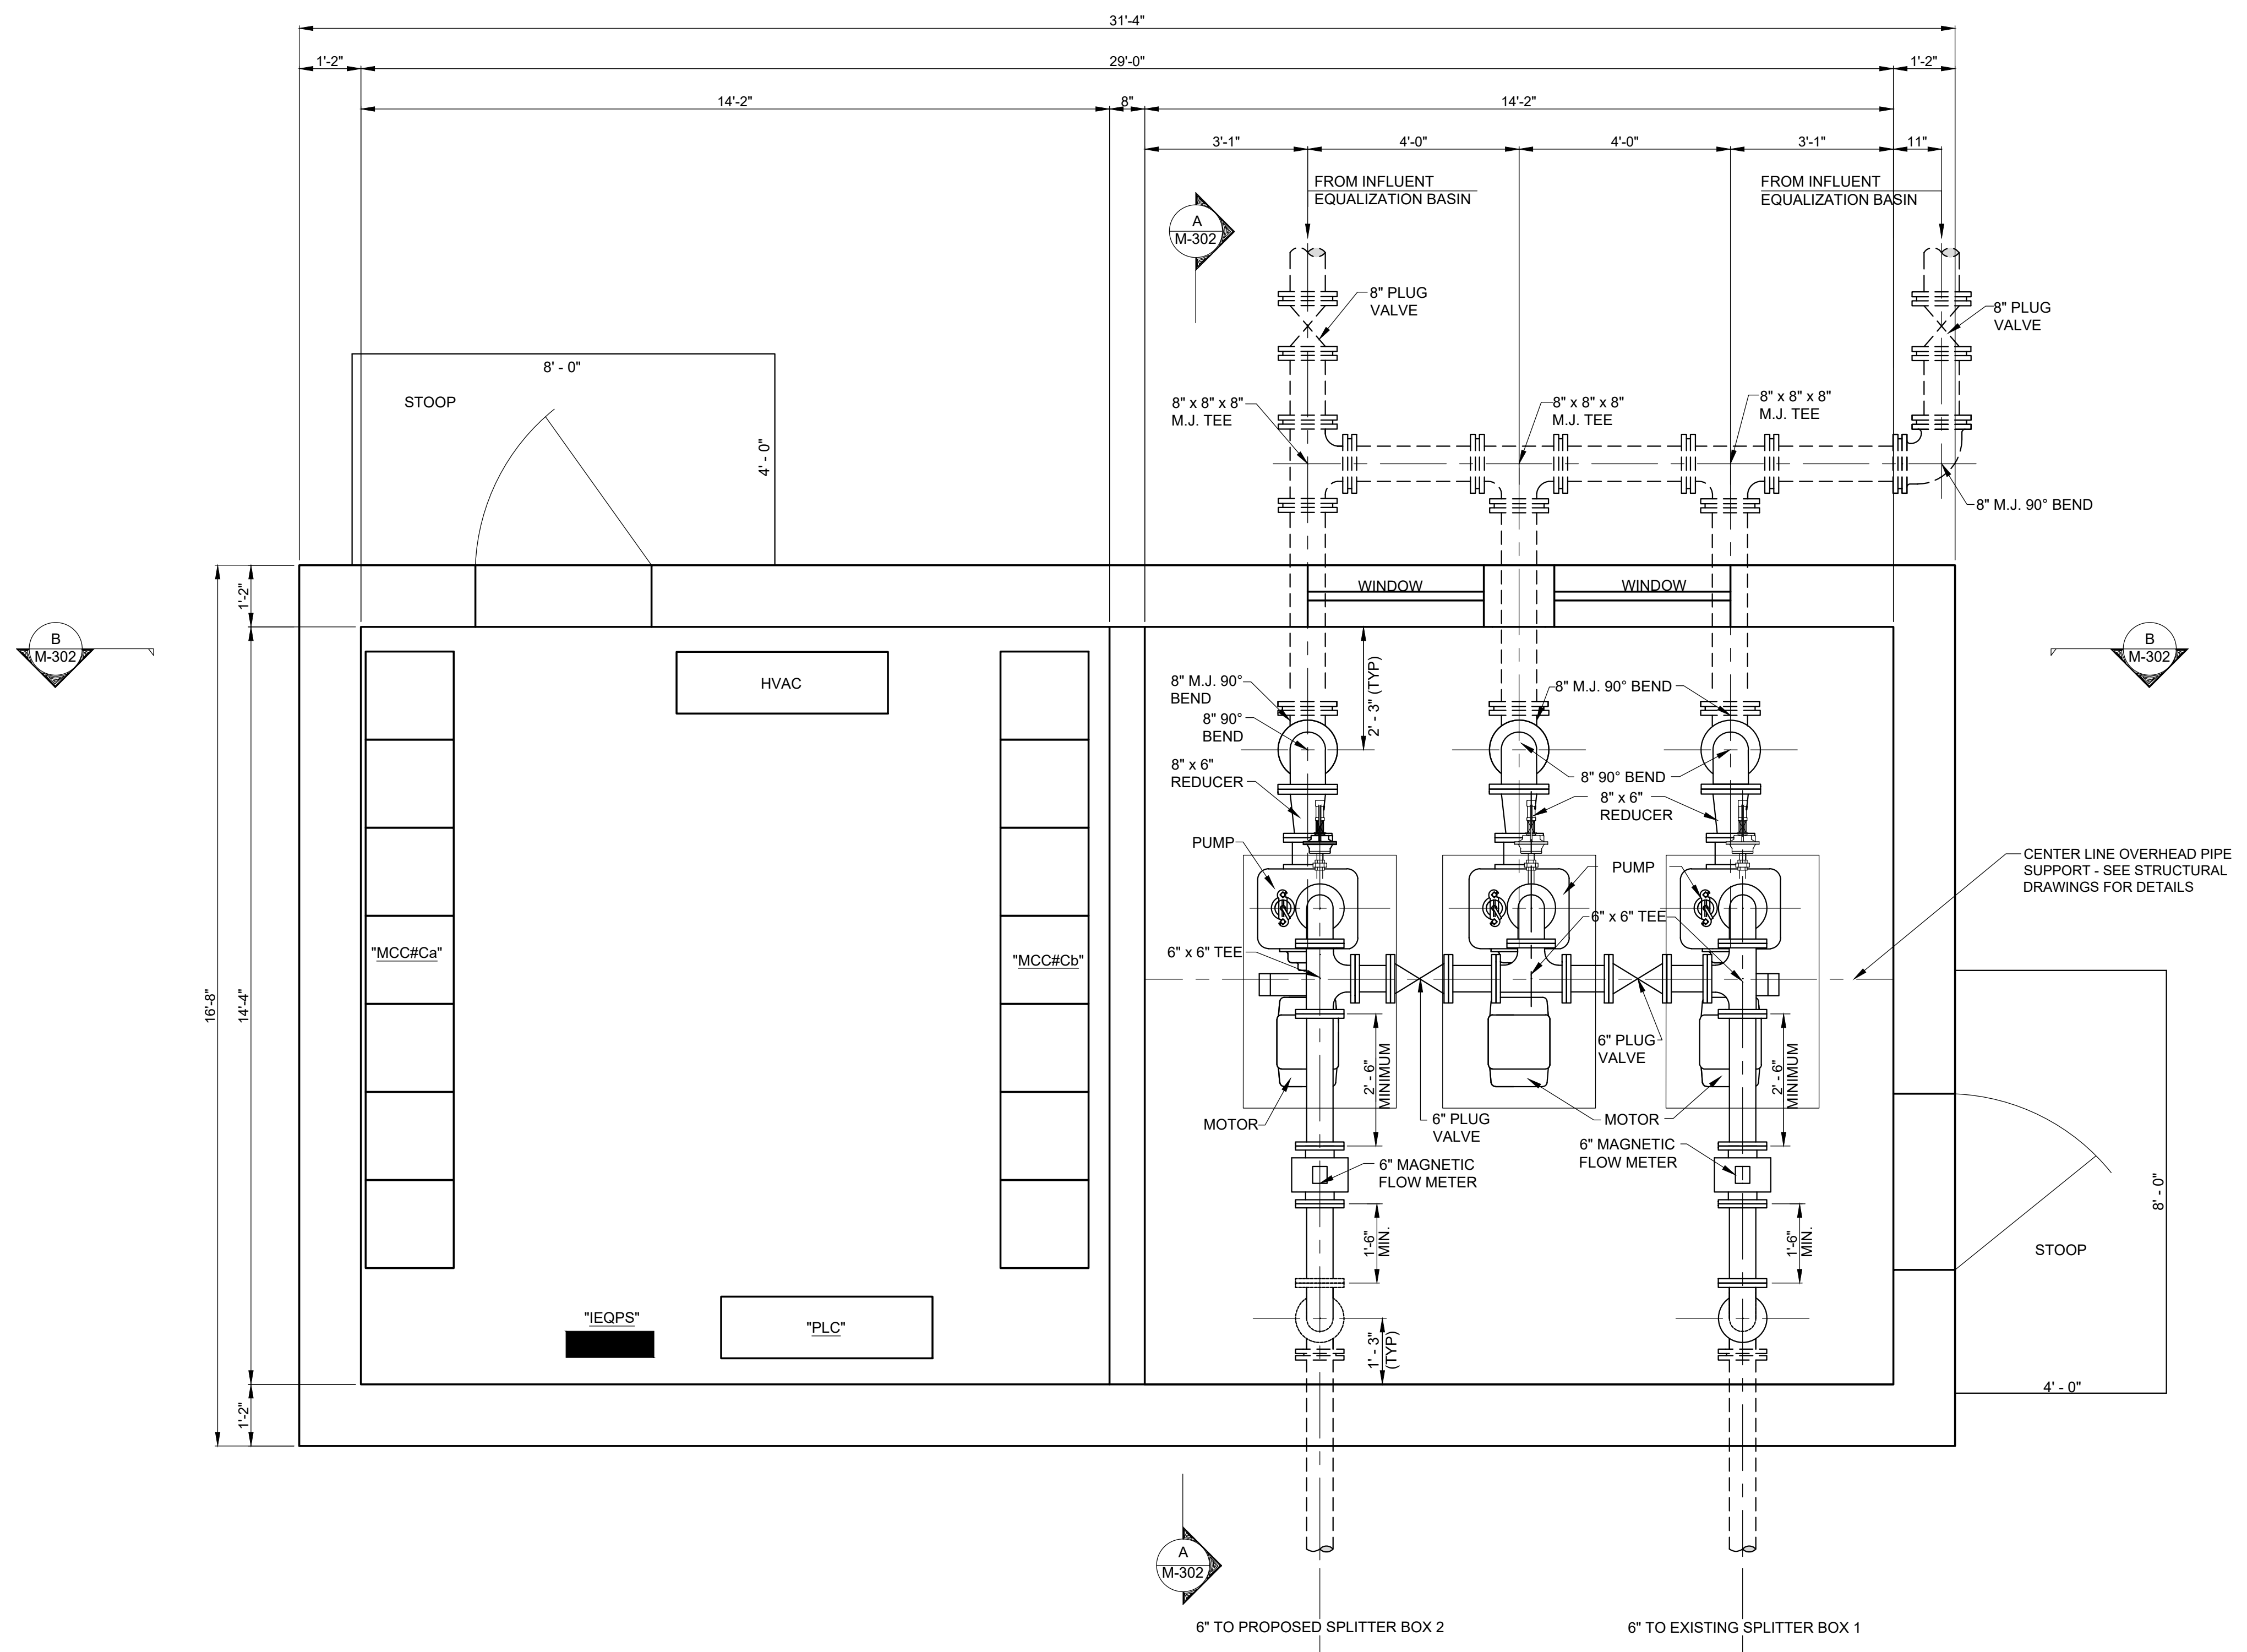 31'-4"
1'-2"
29'-0"
1'-2"
14'-2"
8"
14'-2"
3'-1"
4'-0"
4'-0"
3'-1"
11"
FROM INFLUENT
EQUALIZATION BASIN
FROM INFLUENT
EQUALIZATION BASIN
A
M-302
8" PLUG
VALVE
8" PLUG
VALVE
8' - 0"
STOOP
4' - 0"
8" x 8" x 8"
M.J. TEE
8" x 8" x 8"
M.J. TEE
8" x 8" x 8"
M.J. TEE
8" M.J. 90° BEND
1'-2"
WINDOW
WINDOW
B
M-302
B
M-302
HVAC
2' - 3" (TYP)
8" M.J. 90°
BEND
8" M.J. 90° BEND
8" 90°
BEND
8" x 6"
REDUCER
8" 90° BEND
8" x 6"
REDUCER
PUMP
PUMP
CENTER LINE OVERHEAD PIPE
SUPPORT - SEE STRUCTURAL
DRAWINGS FOR DETAILS
6" x 6" TEE
"MCC#Ca"
"MCC#Cb"
6" x 6" TEE
16'-8"
14'-4"
6" PLUG
VALVE
2' - 6"
MINIMUM
2' - 6"
MINIMUM
MOTOR
6" PLUG
VALVE
MOTOR
6" MAGNETIC
FLOW METER
6" MAGNETIC
FLOW METER
1'-6"
MIN.
1'-6"
MIN.
8' - 0"
STOOP
"IEQPS"
"PLC"
1' - 3"
(TYP)
4' - 0"
1'-2"
A
M-302
6" TO PROPOSED SPLITTER BOX 2
6" TO EXISTING SPLITTER BOX 1